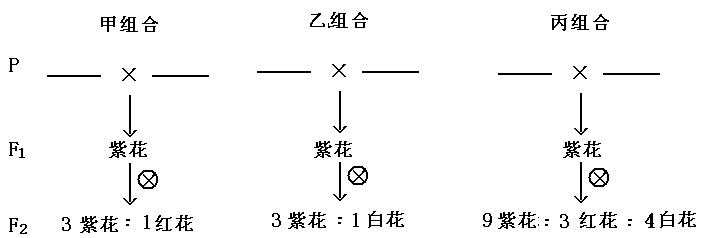 甲组合 乙组合 丙组合
P × × ×
F₁ 紫花 紫花 紫花
⊗ ⊗ ⊗
F₂ 3紫花：1红花 3紫花：1白花 9紫花：3红花：4白花